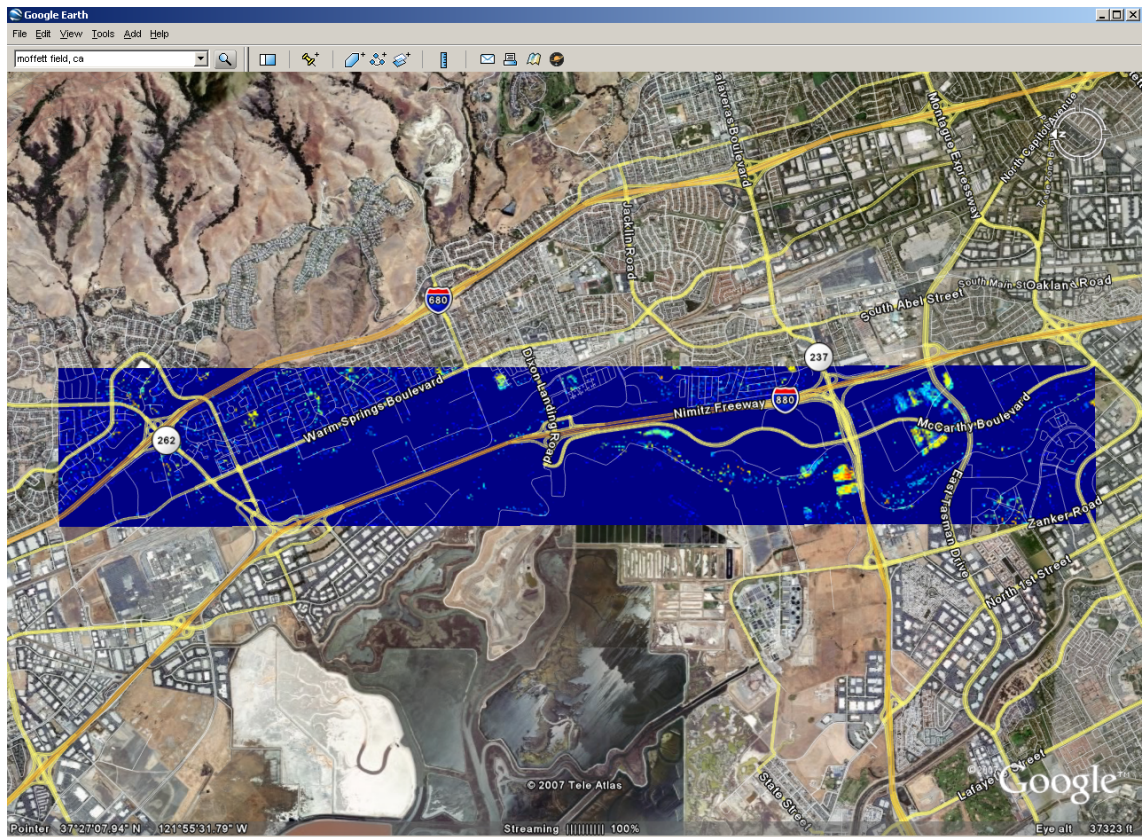 Google Earth
File Edit View Tools Add Help
moffett field, ca
alaveras Boulevard
Montague Expressway
North Capitol Avenue
N
Jacklin Road
680
South Main St
Oakland Road
South Abel Street
237
Dixon Landing Road
Warm Springs Boulevard
Nimitz Freeway
880
McCarthy Boulevard
262
East Tasman Drive
Zanker Road
North 1st Street
State Street
Lafaye Street
© 2007 Tele Atlas
Google™
Pointer 37°27'07.94" N 121°55'31.79" W
Streaming |||||||||| 100%
Eye alt 37323 ft